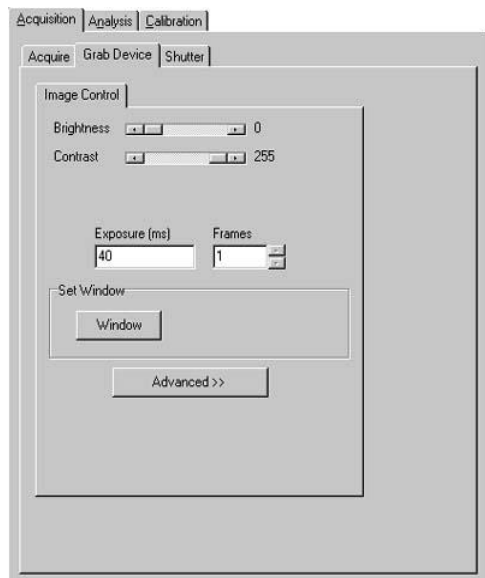 Acquisition Analysis Calibration
Acquire Grab Device Shutter
Image Control
Brightness 0
Contrast 255
Exposure (ms) Frames
40 1
Set Window
Window
Advanced >>